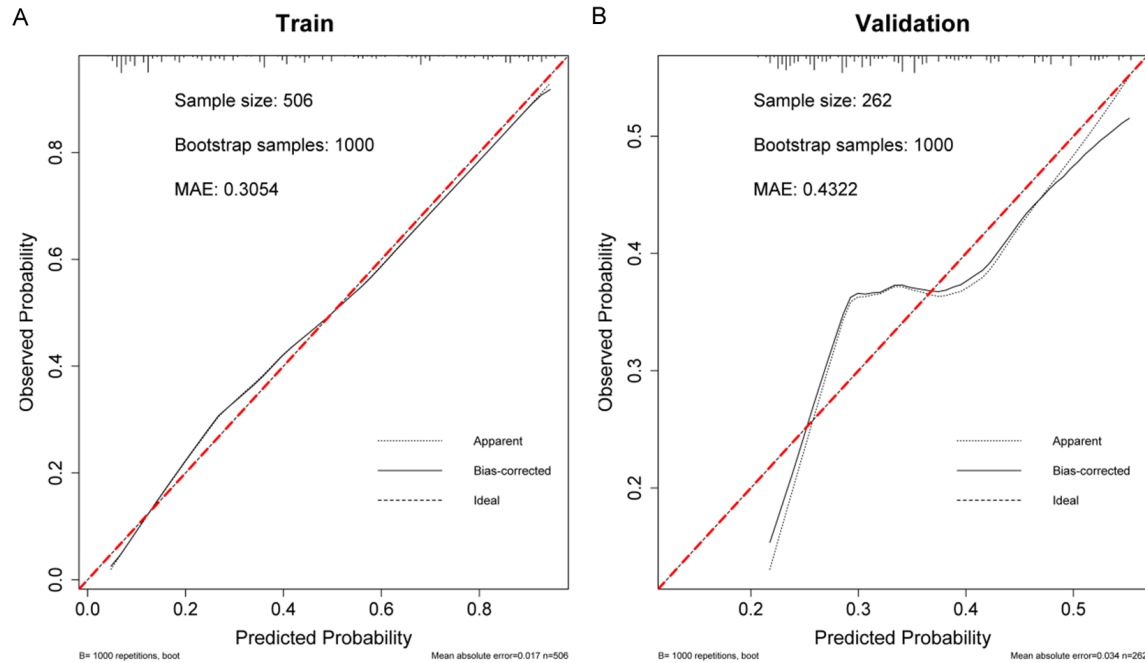 A
Train
Sample size: 506
Bootstrap samples: 1000
MAE: 0.3054
Observed Probability
0.0
0.2
0.4
0.6
0.8
Apparent
Bias-corrected
Ideal
0.0 0.2 0.4 0.6 0.8
Predicted Probability
B= 1000 repetitions, boot
Mean absolute error=0.017 n=506
B
Validation
Sample size: 262
Bootstrap samples: 1000
MAE: 0.4322
Observed Probability
0.2
0.3
0.4
0.5
Apparent
Bias-corrected
Ideal
0.2 0.3 0.4 0.5
Predicted Probability
B= 1000 repetitions, boot
Mean absolute error=0.034 n=262